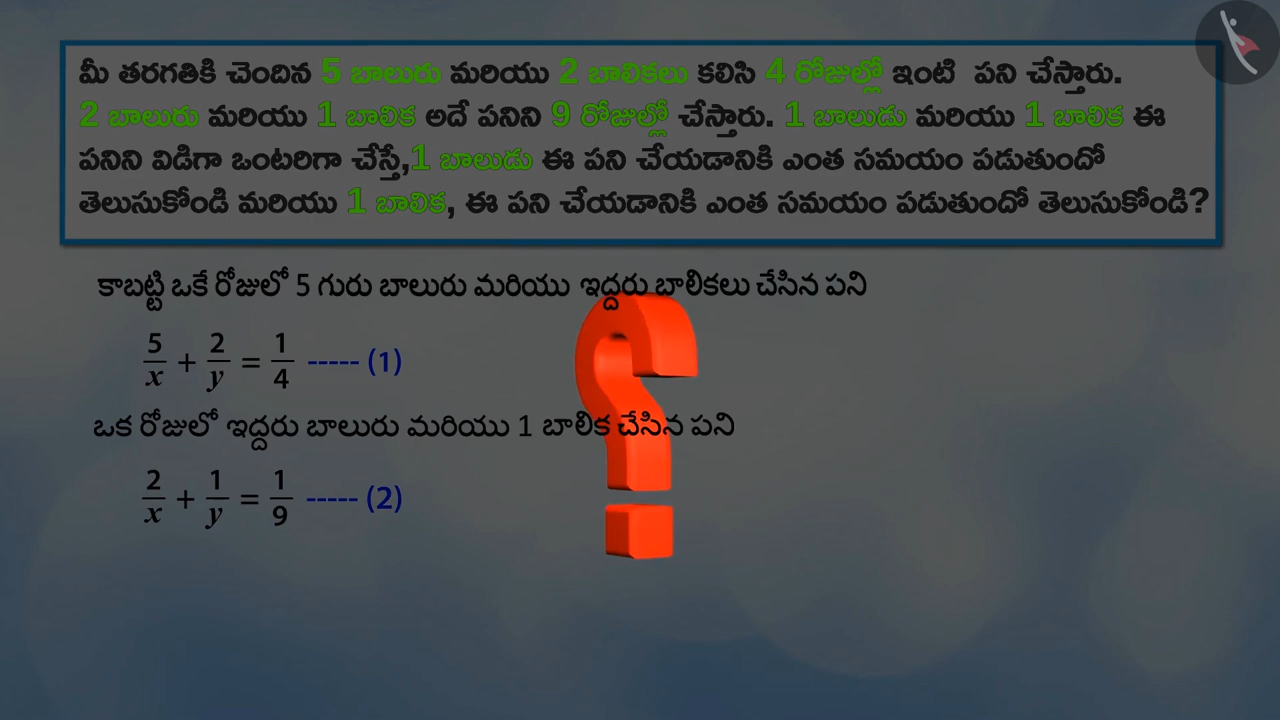 మీ తరగతికి చెందిన 5 బాలురు మరియు 2 బాలికలు కలిసి 4 రోజుల్లో ఇంటి పని చేస్తారు.
2 బాలురు మరియు 1 బాలిక అదే పనిని 9 రోజుల్లో చేస్తారు. 1 బాలుడు మరియు 1 బాలిక ఈ
పనిని విడిగా ఒంటరిగా చేస్తే,1 బాలుడు ఈ పని చేయడానికి ఎంత సమయం పడుతుందో
తెలుసుకోండి మరియు 1 బాలిక, ఈ పని చేయడానికి ఎంత సమయం పడుతుందో తెలుసుకోండి?
కాబట్టి ఒకే రోజులో 5 గురు బాలురు మరియు ఇద్దరు బాలికలు చేసిన పని
5/x + 2/y = 1/4 ----- (1)
ఒక రోజులో ఇద్దరు బాలురు మరియు 1 బాలిక చేసిన పని
2/x + 1/y = 1/9 ----- (2)
?